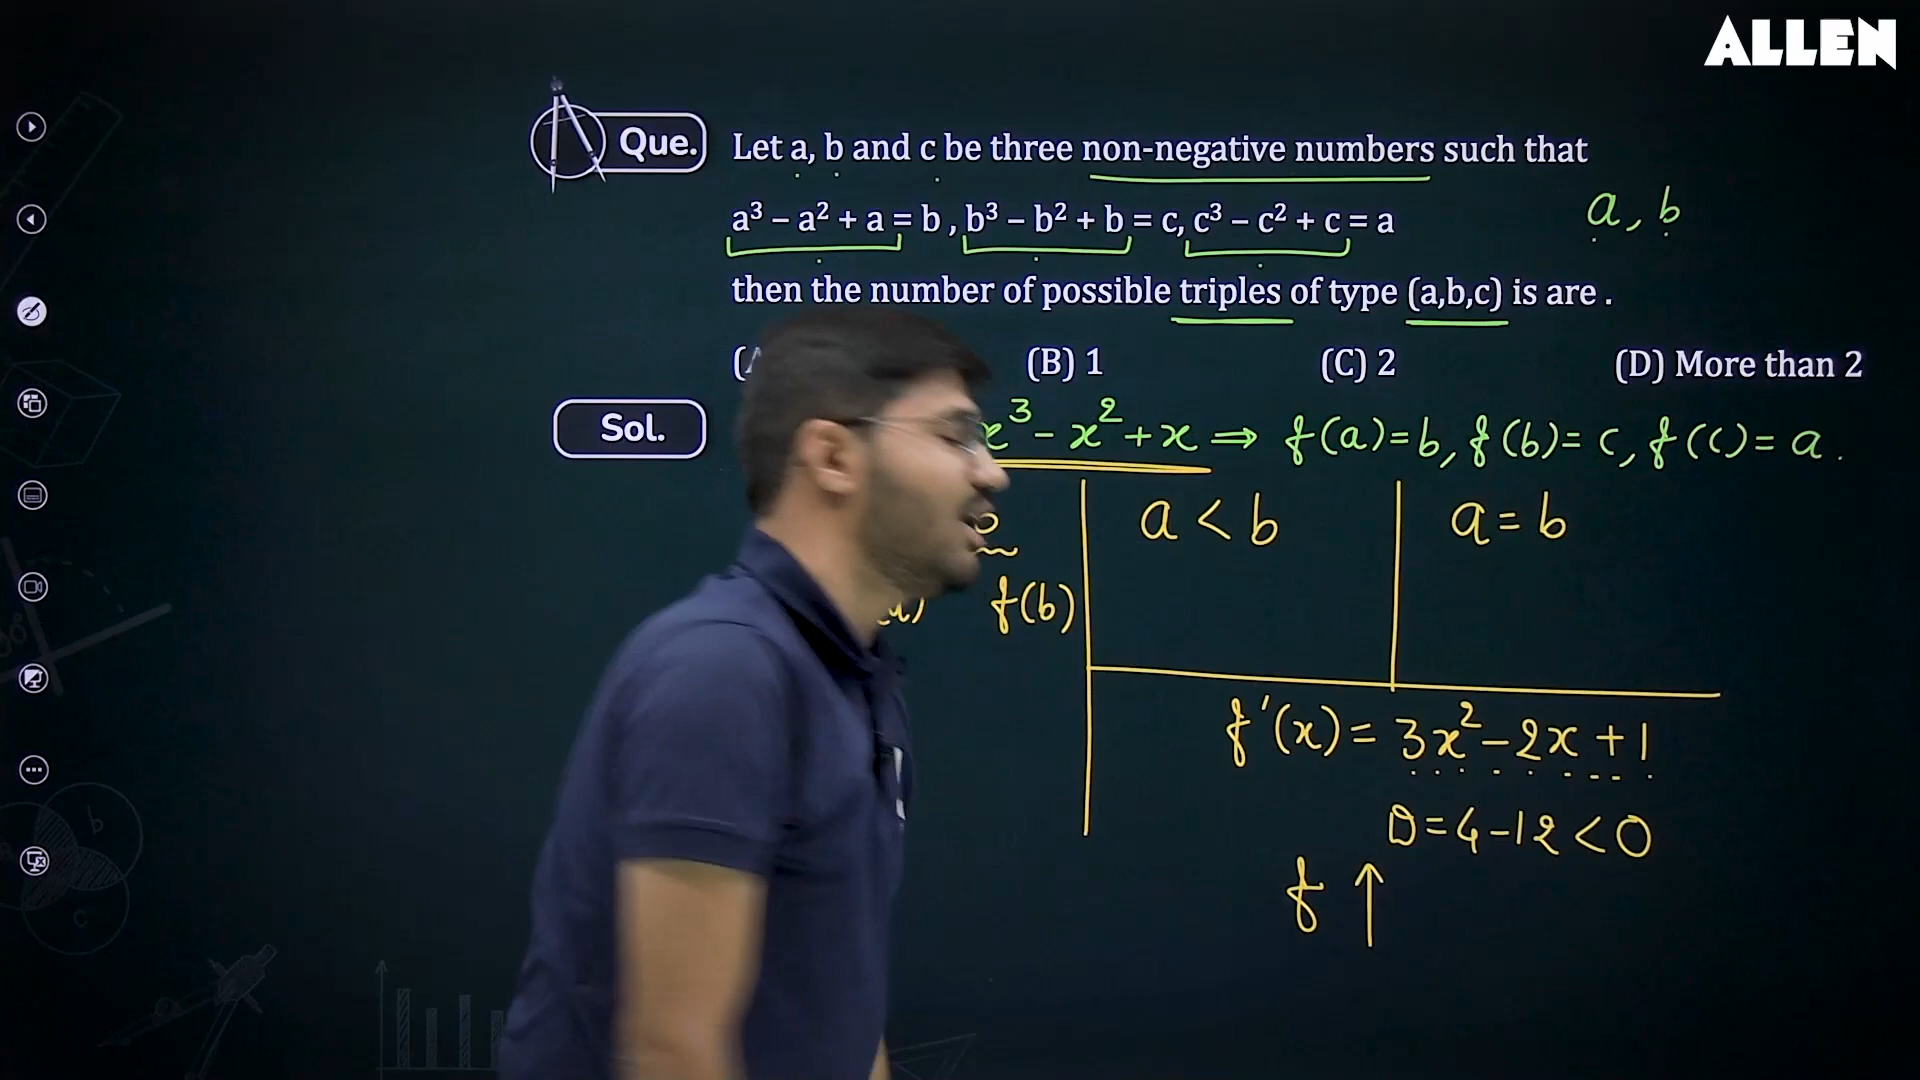 ALLEN
Que. Let a, b and c be three non-negative numbers such that
a³ – a² + a = b , b³ – b² + b = c, c³ – c² + c = a
a, b
then the number of possible triples of type (a,b,c) is are .
(B) 1 (C) 2 (D) More than 2
Sol. x³ - x² + x ⇒ f(a) = b, f(b) = c, f(c) = a.
a < b a = b
f(b)
f'(x) = 3x² - 2x + 1
D = 4 - 12 < 0
f ↑